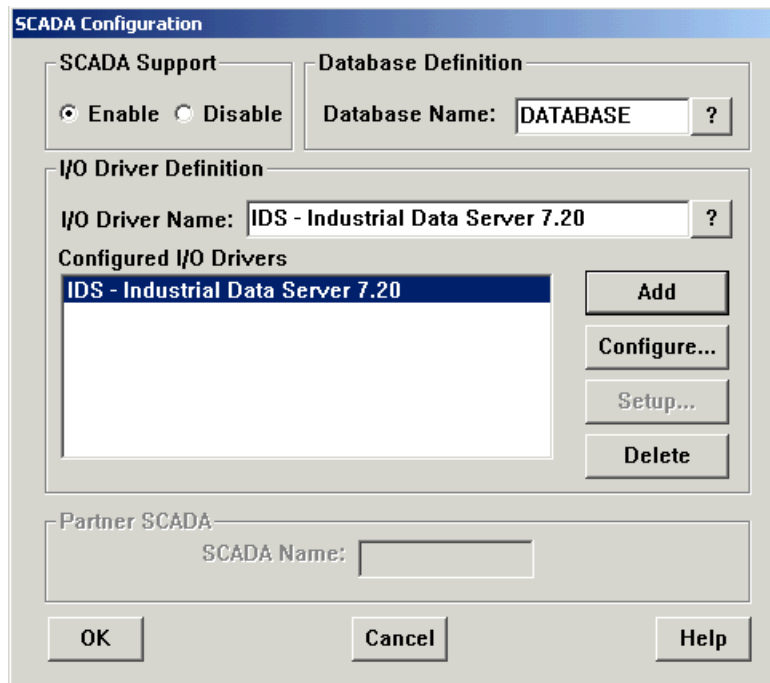 SCADA Configuration
SCADA Support
Enable Disable
Database Definition
Database Name: DATABASE ?
I/O Driver Definition
I/O Driver Name: IDS - Industrial Data Server 7.20 ?
Configured I/O Drivers
IDS - Industrial Data Server 7.20
Add
Configure...
Setup...
Delete
Partner SCADA
SCADA Name:
OK Cancel Help